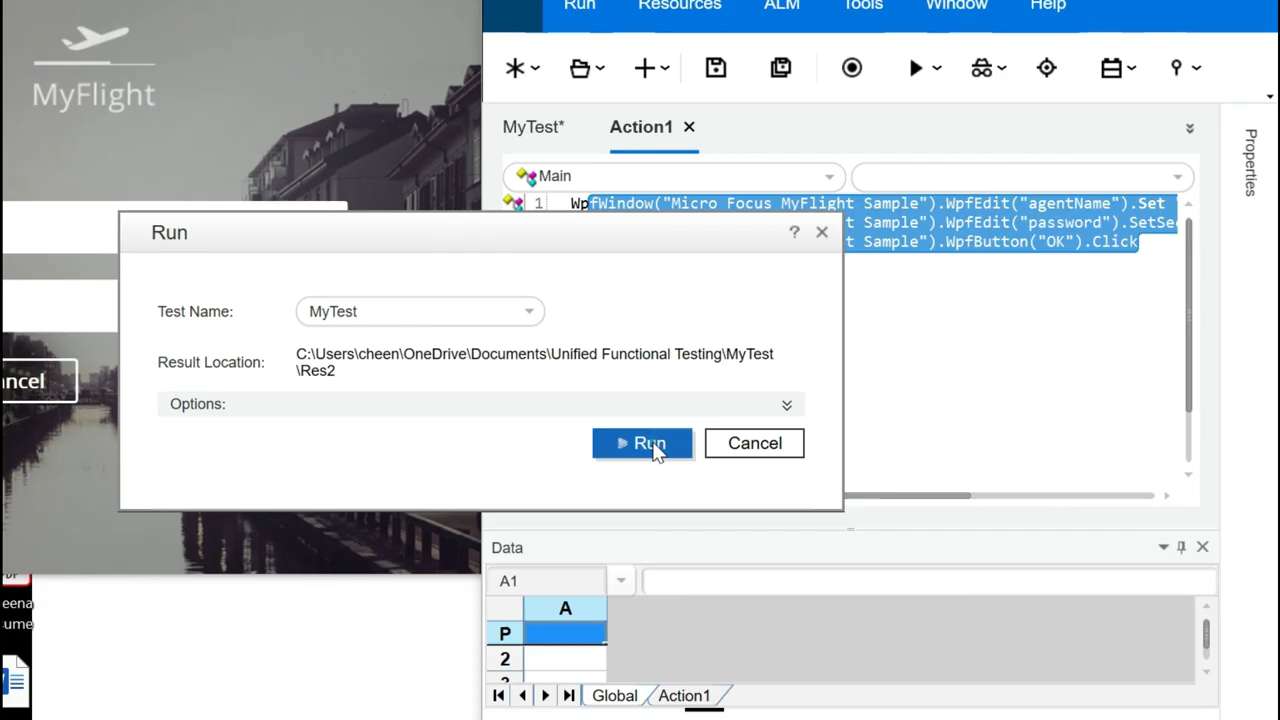 MyFlight
ncel
Run Resources ALM Tools Window Help
MyTest* Action1
Main
Properties
1 WpfWindow("Micro Focus MyFlight Sample").WpfEdit("agentName").Set
t Sample").WpfEdit("password").SetSe
t Sample").WpfButton("OK").Click
Run
Test Name: MyTest
Result Location: C:\Users\cheen\OneDrive\Documents\Unified Functional Testing\MyTest
\Res2
Options:
Run Cancel
Data
A1
A
P
2
Global Action1
eena
ume